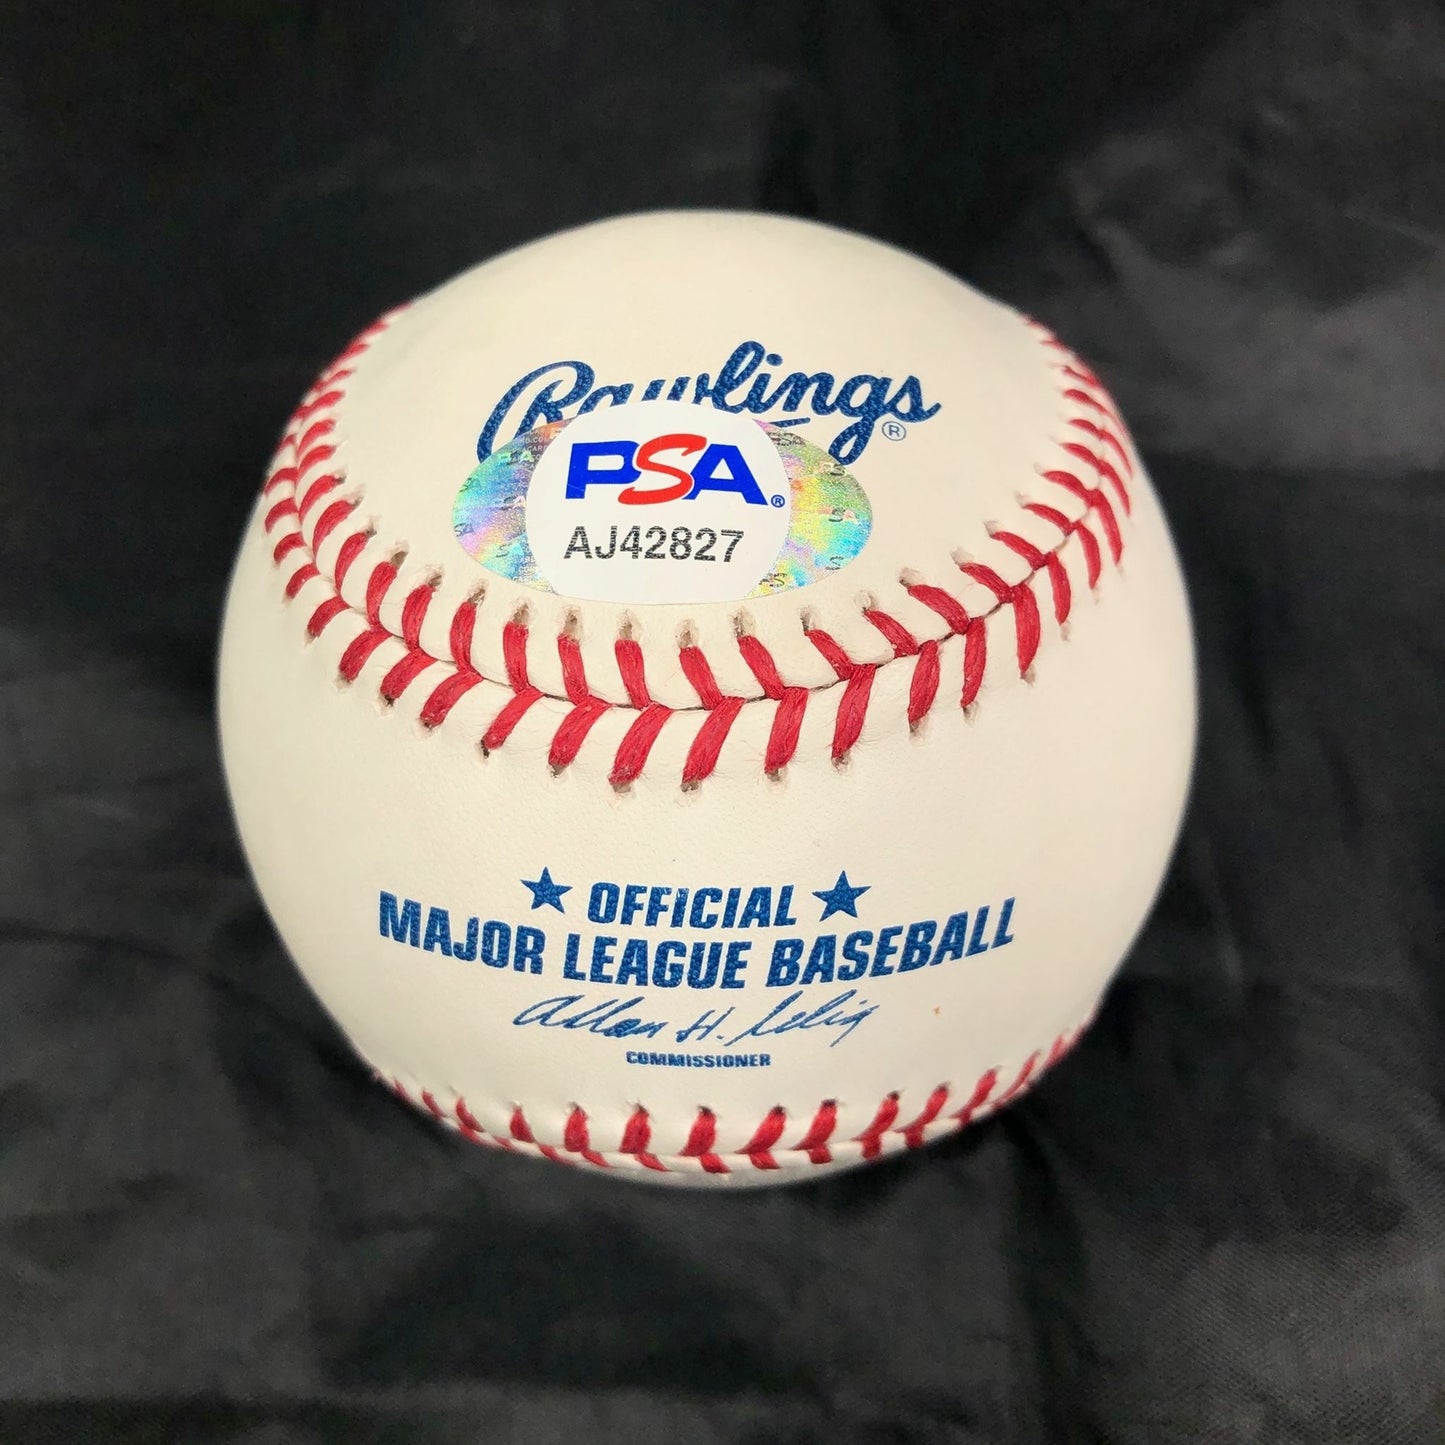 Rawlings®
PSA®
AJ42827
★ OFFICIAL ★
MAJOR LEAGUE BASEBALL
Allan H. Selig
COMMISSIONER